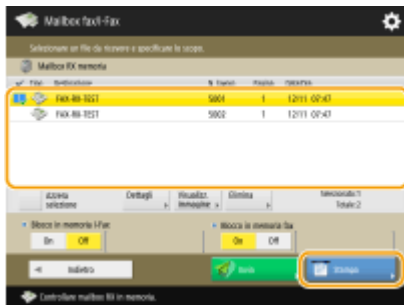 Mailbox fax/I-Fax
Selezionare un file da ricevere e specificare lo scopo.
Mailbox RX memoria
Tipo Destinazione N. lavoro Pagine Data/Ora
FAX-RX-TEST 5001 1 12/11 07:47
FAX-RX-TEST 5002 1 12/11 07:47
Azzera selezione
Dettagli
Visualizz. immagine
Elimina
Selezionato:1
Totale:2
Blocco in memoria I-Fax
On Off
Blocco in memoria fax
On Off
Indietro
Invia
Stampa
Controllare mailbox RX in memoria.